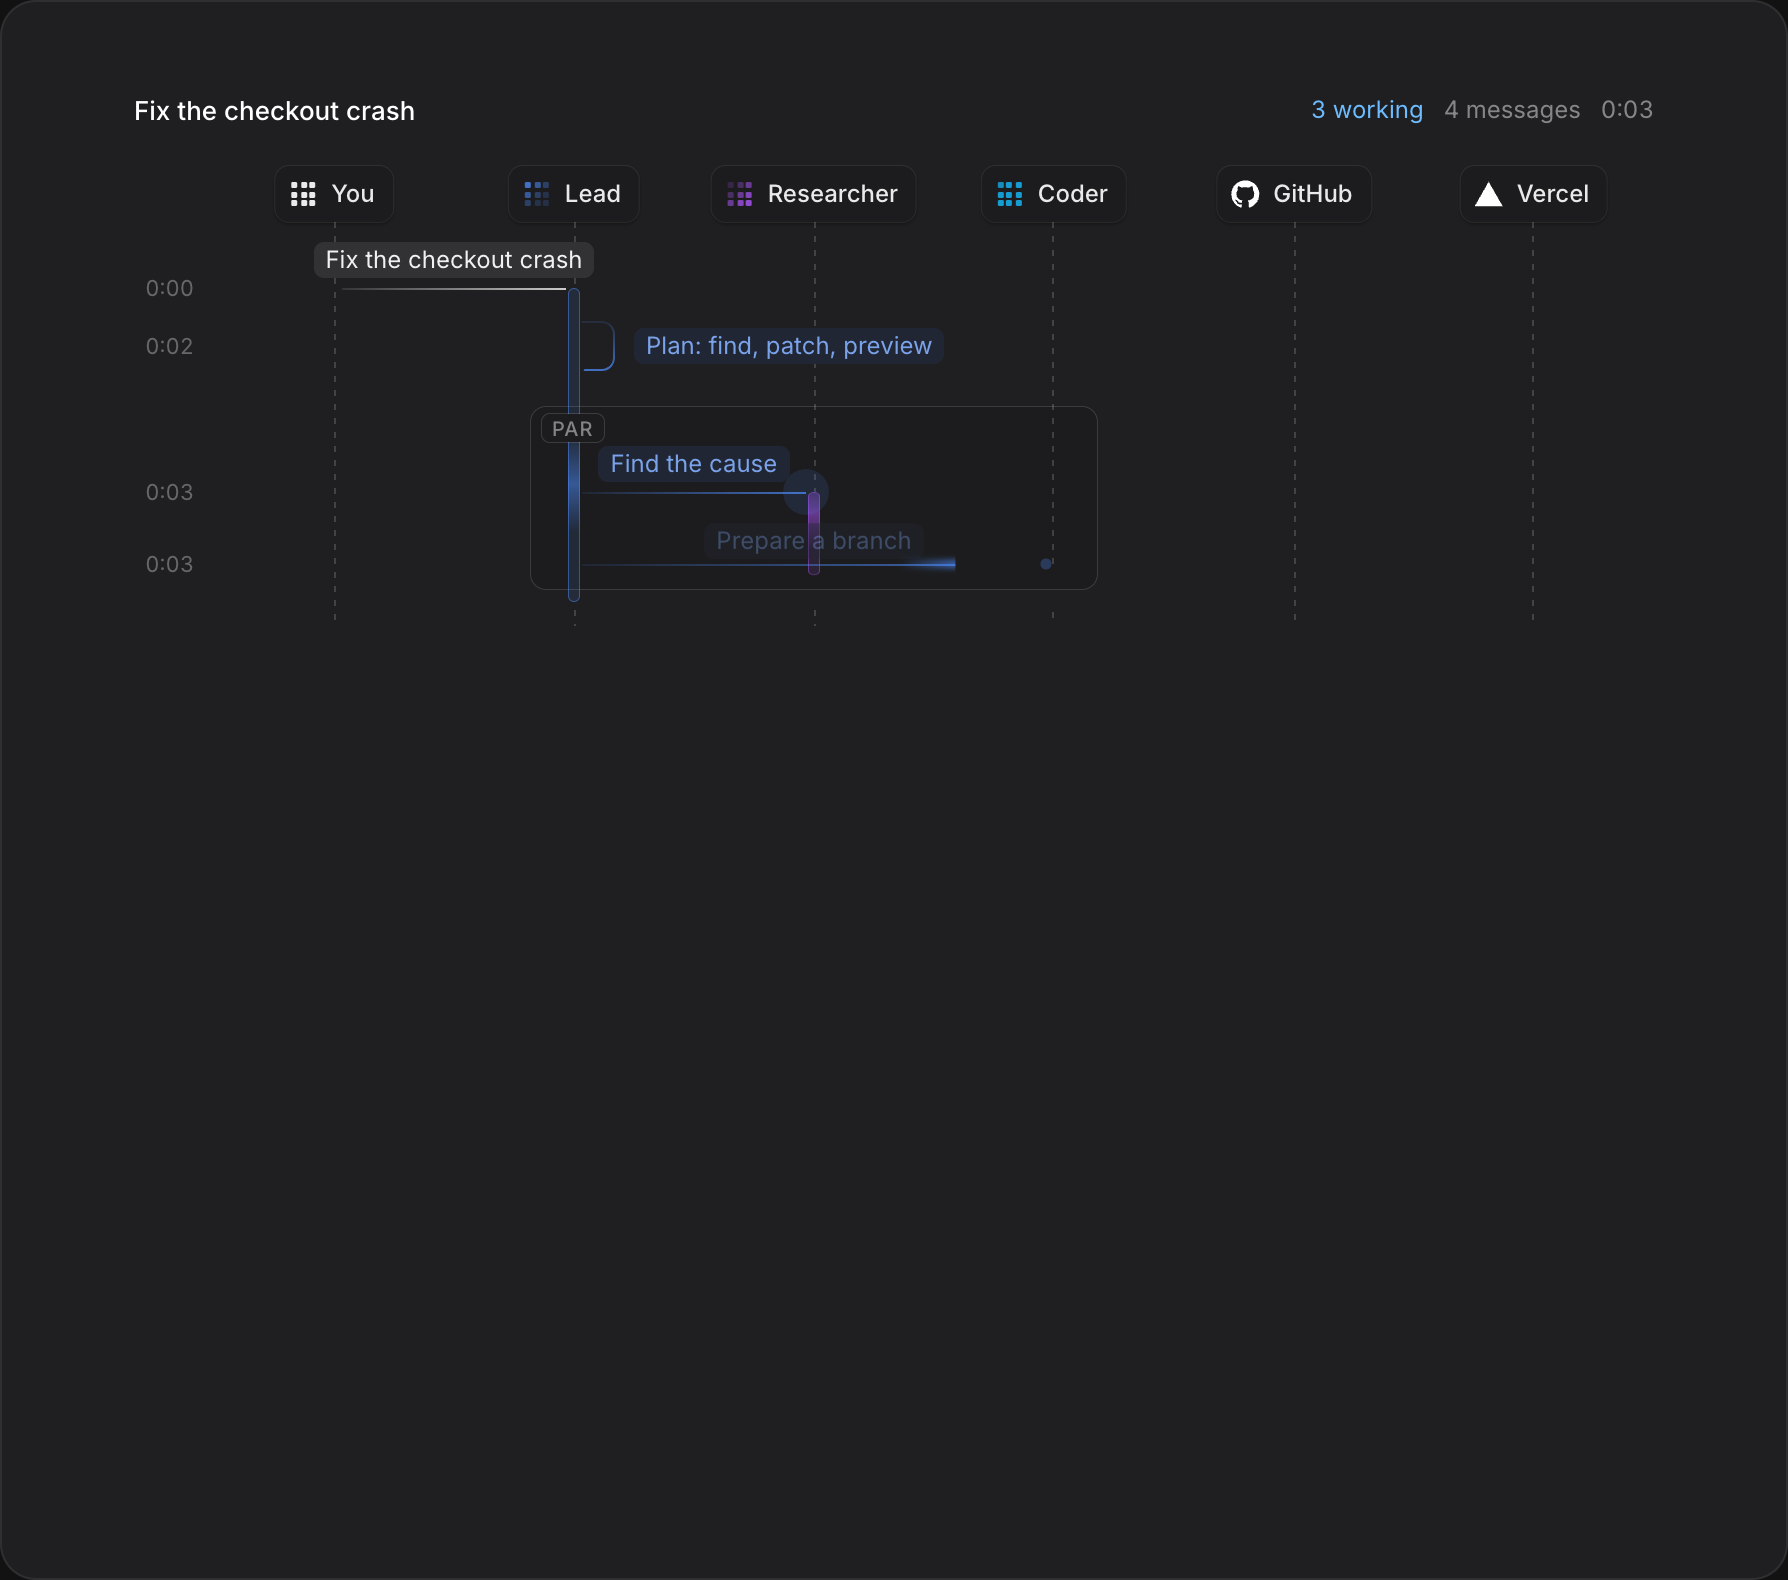 Fix the checkout crash
3 working 4 messages 0:03
You Lead Researcher Coder GitHub Vercel
Fix the checkout crash
0:00
0:02 Plan: find, patch, preview
PAR
Find the cause
0:03
Prepare a branch
0:03